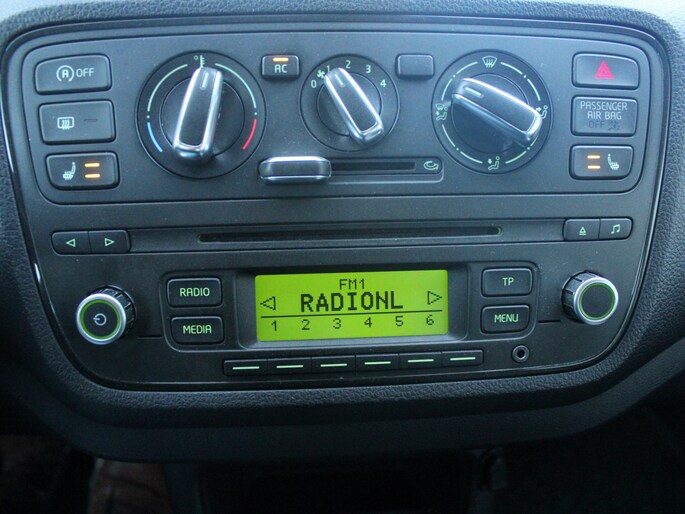 OFF
AC
0 1 2 3 4
PASSENGER
AIR BAG
OFF
RADIO
MEDIA
FM1
RADIONL
1 2 3 4 5 6
TP
MENU